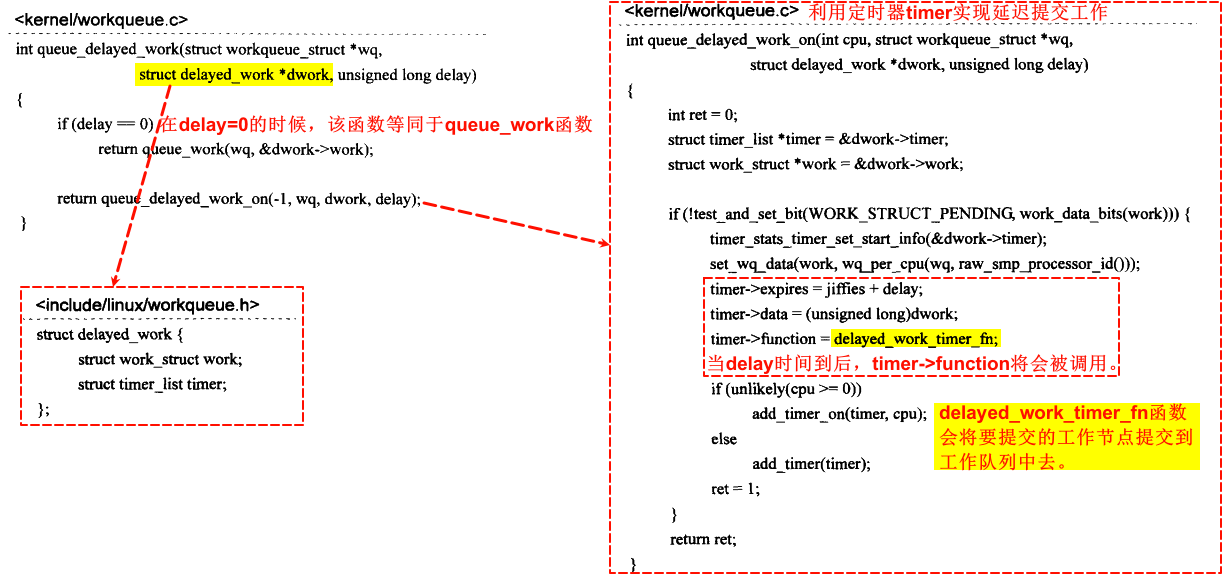 <kernel/workqueue.c>
int queue_delayed_work(struct workqueue_struct *wq,
struct delayed_work *dwork, unsigned long delay)
{
if (delay == 0) 在delay=0的时候，该函数等同于queue_work函数
return queue_work(wq, &dwork->work);
return queue_delayed_work_on(-1, wq, dwork, delay);
}
<include/linux/workqueue.h>
struct delayed_work {
struct work_struct work;
struct timer_list timer;
};
<kernel/workqueue.c> 利用定时器timer实现延迟提交工作
int queue_delayed_work_on(int cpu, struct workqueue_struct *wq,
struct delayed_work *dwork, unsigned long delay)
{
int ret = 0;
struct timer_list *timer = &dwork->timer;
struct work_struct *work = &dwork->work;
if (!test_and_set_bit(WORK_STRUCT_PENDING, work_data_bits(work))) {
timer_stats_timer_set_start_info(&dwork->timer);
set_wq_data(work, wq_per_cpu(wq, raw_smp_processor_id()));
timer->expires = jiffies + delay;
timer->data = (unsigned long)dwork;
timer->function = delayed_work_timer_fn;
当delay时间到后，timer->function将会被调用。
if (unlikely(cpu >= 0))
add_timer_on(timer, cpu);
else
add_timer(timer);
ret = 1;
}
return ret;
}
delayed_work_timer_fn函数
会将要提交的工作节点提交到
工作队列中去。